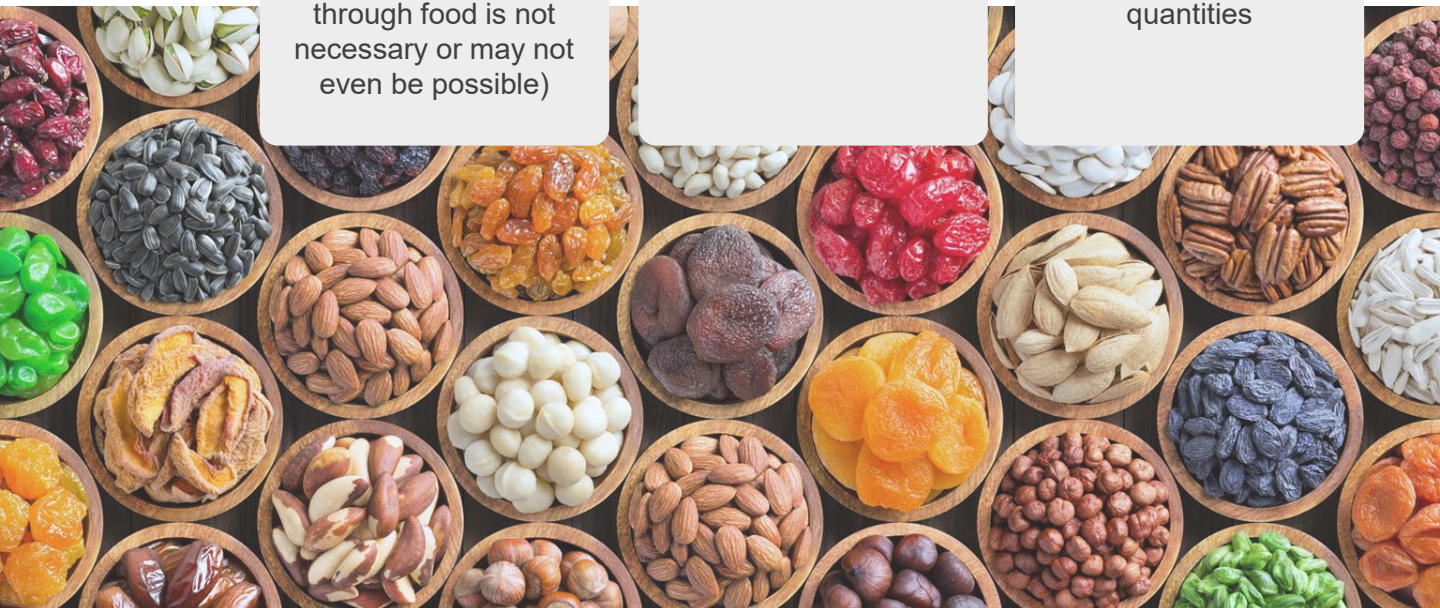 through food is not
necessary or may not
even be possible)
quantities